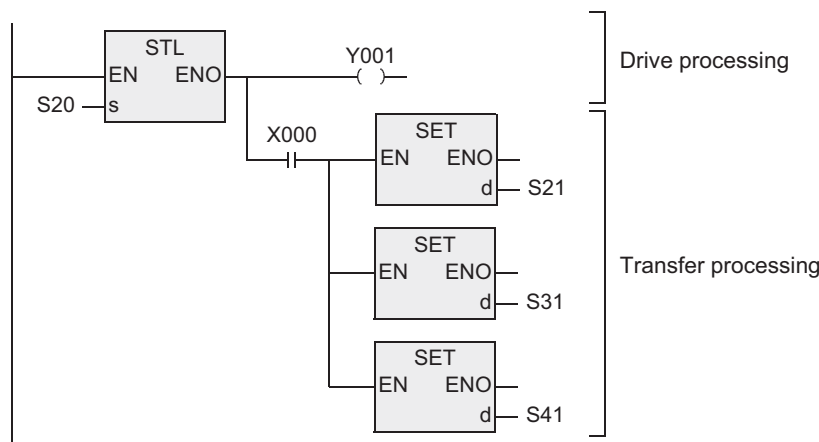 STL
EN ENO
S20 s
Y001
Drive processing
X000
SET
EN ENO
d S21
SET
EN ENO
d S31
Transfer processing
SET
EN ENO
d S41